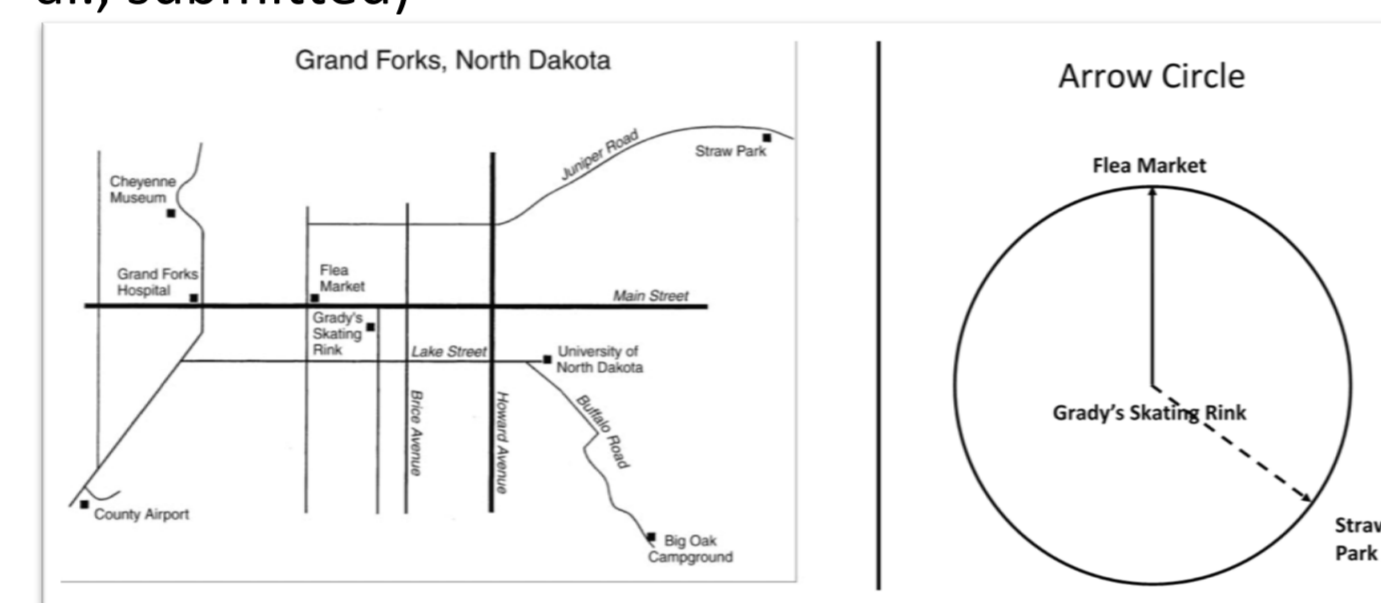 submitted)
Grand Forks, North Dakota
Juniper Road
Straw Park
Cheyenne
Museum
Grand Forks
Hospital
Flea
Market
Main Street
Grady's
Skating
Rink
Lake Street
University of
North Dakota
Brice Avenue
Howard Avenue
Buffalo Road
County Airport
Big Oak
Campground
Arrow Circle
Flea Market
Grady's Skating Rink
Park